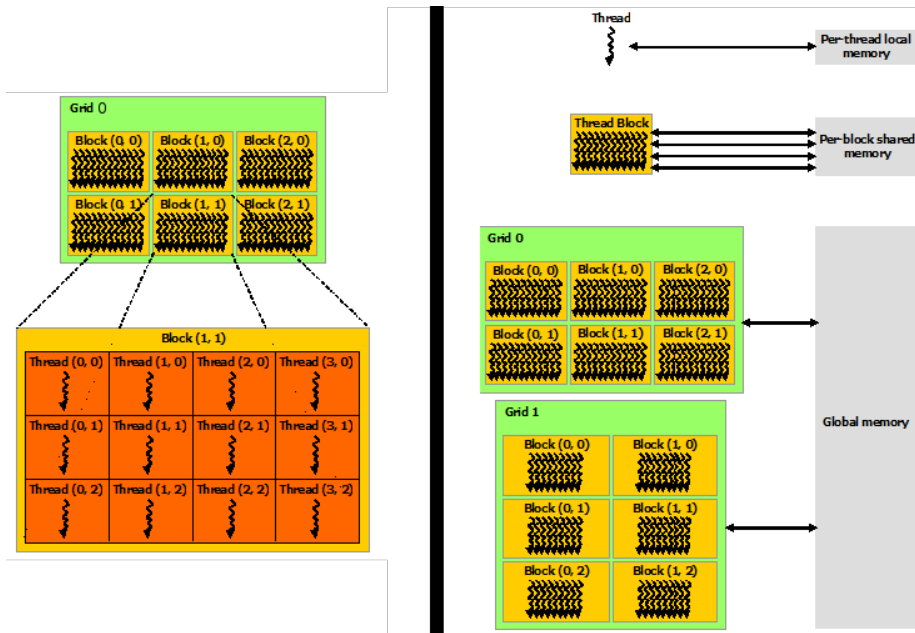 Grid 0
Block (0, 0) Block (1, 0) Block (2, 0)
Block (0, 1) Block (1, 1) Block (2, 1)
Block (1, 1)
Thread (0, 0) Thread (1, 0) Thread (2, 0) Thread (3, 0)
Thread (0, 1) Thread (1, 1) Thread (2, 1) Thread (3, 1)
Thread (0, 2) Thread (1, 2) Thread (2, 2) Thread (3, 2)
Thread
Per-thread local
memory
Thread Block
Per-block shared
memory
Grid 0
Block (0, 0) Block (1, 0) Block (2, 0)
Block (0, 1) Block (1, 1) Block (2, 1)
Grid 1
Block (0, 0) Block (1, 0)
Block (0, 1) Block (1, 1)
Block (0, 2) Block (1, 2)
Global memory